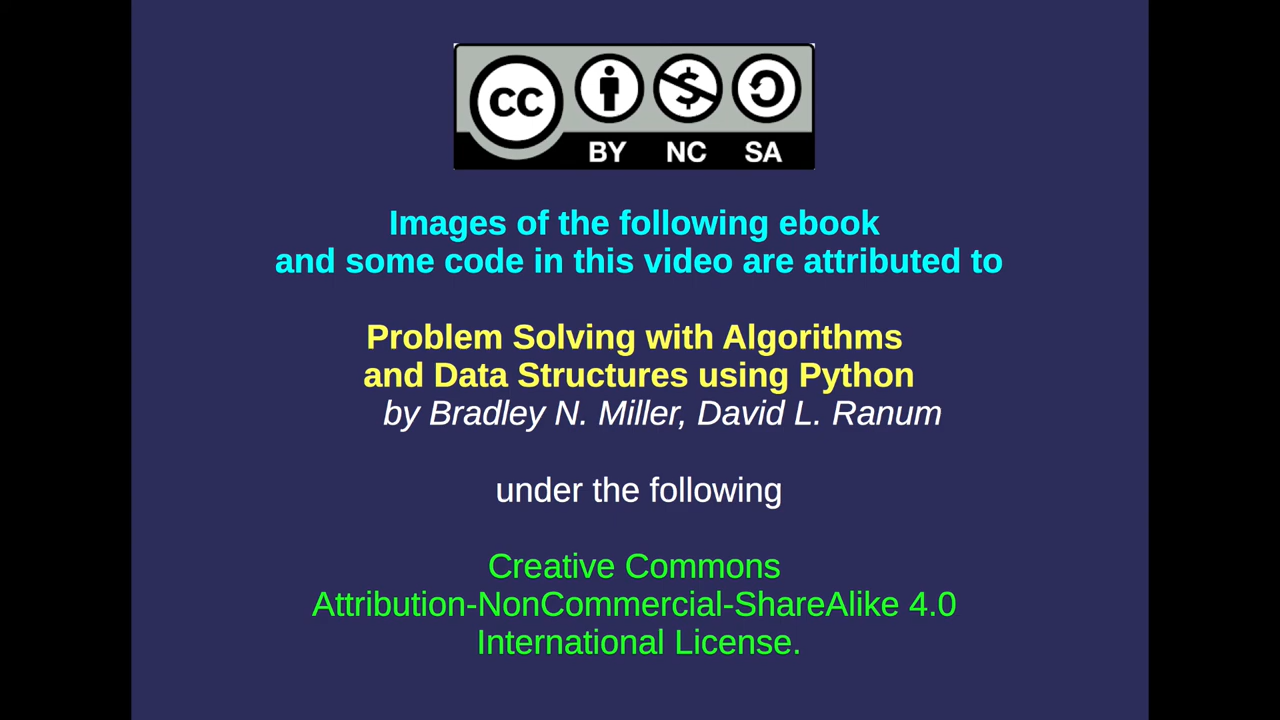 CC
BY NC SA
Images of the following ebook
and some code in this video are attributed to
Problem Solving with Algorithms
and Data Structures using Python
by Bradley N. Miller, David L. Ranum
under the following
Creative Commons
Attribution-NonCommercial-ShareAlike 4.0
International License.